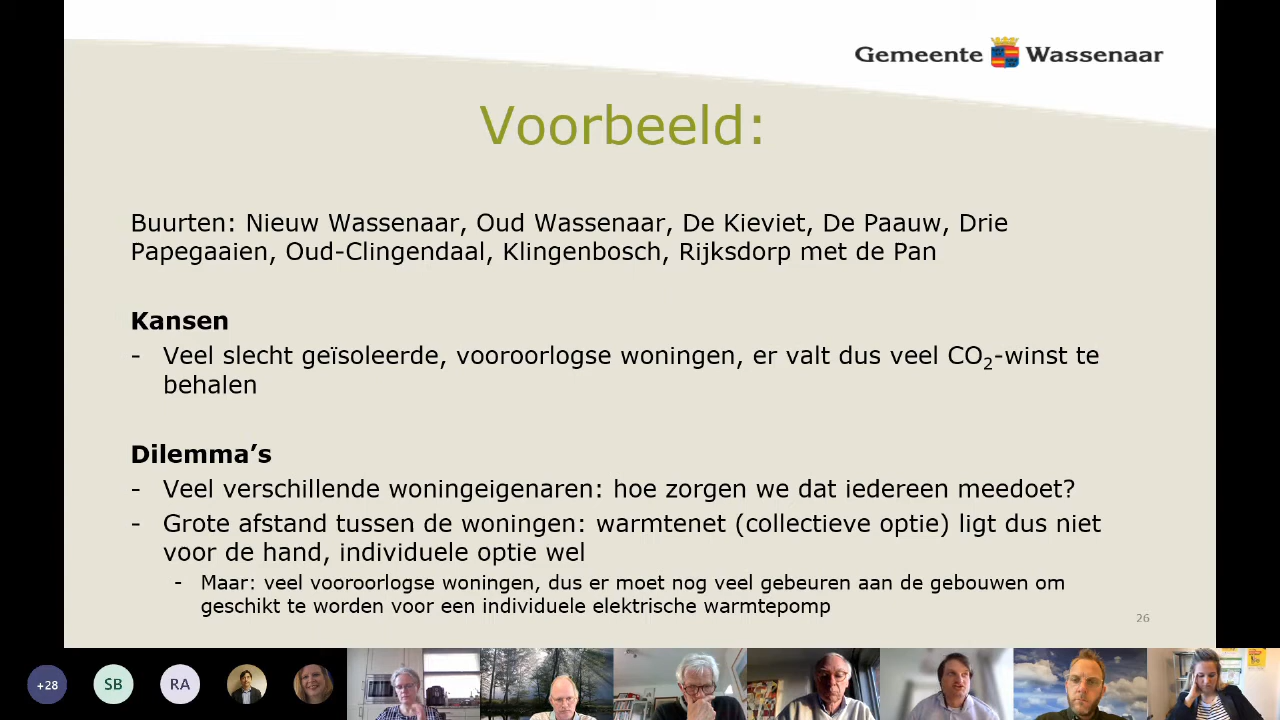 Gemeente Wassenaar
Voorbeeld:
Buurten: Nieuw Wassenaar, Oud Wassenaar, De Kieviet, De Paauw, Drie
Papegaaien, Oud-Clingendaal, Klingenbosch, Rijksdorp met de Pan
Kansen
- Veel slecht geïsoleerde, vooroorlogse woningen, er valt dus veel CO₂-winst te
behalen
Dilemma’s
- Veel verschillende woningeigenaren: hoe zorgen we dat iedereen meedoet?
- Grote afstand tussen de woningen: warmtenet (collectieve optie) ligt dus niet
voor de hand, individuele optie wel
- Maar: veel vooroorlogse woningen, dus er moet nog veel gebeuren aan de gebouwen om
geschikt te worden voor een individuele elektrische warmtepomp
26
+28 SB RA